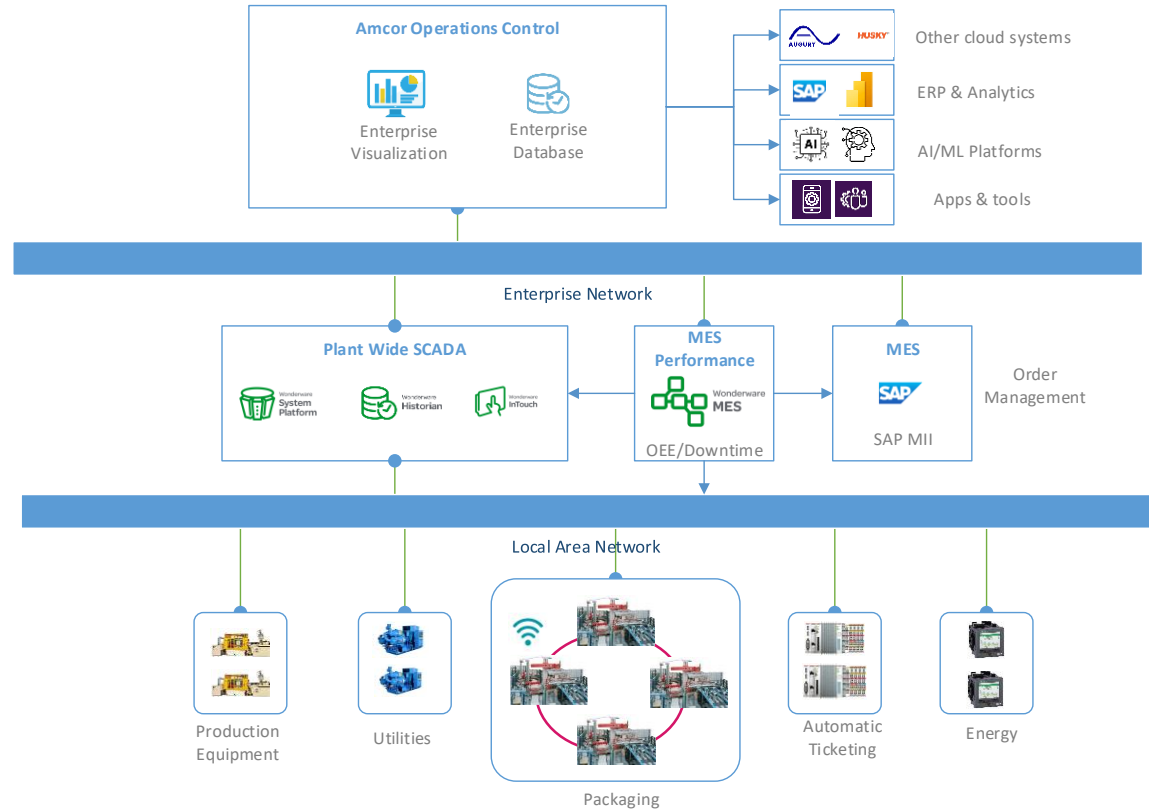 Amcor Operations Control
Enterprise
Visualization
Enterprise
Database
AUGURY
HUSKY
Other cloud systems
SAP
ERP & Analytics
AI
AI/ML Platforms
Apps & tools
Enterprise Network
Plant Wide SCADA
Wonderware
System
Platform
Wonderware
Historian
Wonderware
InTouch
MES
Performance
Wonderware
MES
OEE/Downtime
MES
SAP
SAP MII
Order
Management
Local Area Network
Production
Equipment
Utilities
Packaging
Automatic
Ticketing
Energy